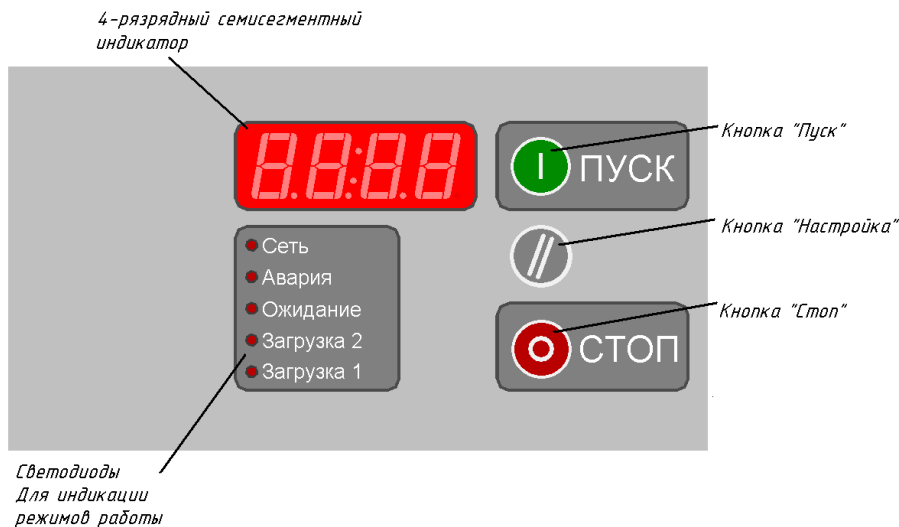 4-рязрядный семисегментный
индикатор
Кнопка "Пуск"
ПУСК
Кнопка "Настройка"
Сеть
Авария
Ожидание
Загрузка 2
Загрузка 1
Кнопка "Стоп"
СТОП
Светодиоды
Для индикации
режимов работы